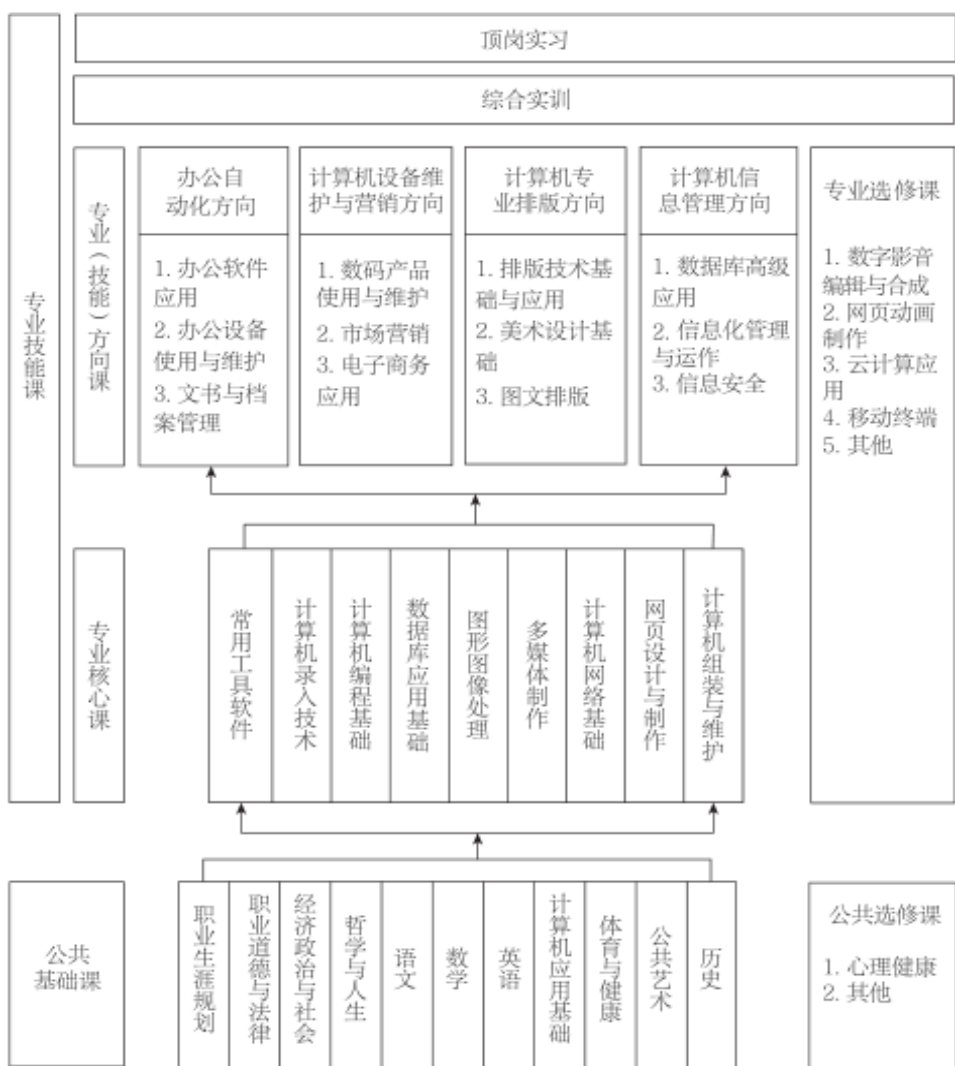 顶岗实习
综合实训
专业技能课
专业（技能）方向课
办公自
动化方向
1. 办公软件
应用
2. 办公设备
使用与维护
3. 文书与档
案管理
计算机设备维
护与营销方向
1. 数码产品
使用与维护
2. 市场营销
3. 电子商务
应用
计算机专
业排版方向
1. 排版技术基
础与应用
2. 美术设计基
础
3. 图文排版
计算机信
息管理方向
1. 数据库高级
应用
2. 信息化管理
与运作
3. 信息安全
专业选修课
1. 数字影音
编辑与合成
2. 网页动画
制作
3. 云计算应
用
4. 移动终端
5. 其他
专业核心课
常用工具软件
计算机录入技术
计算机编程基础
数据库应用基础
图形图像处理
多媒体制作
计算机网络基础
网页设计与制作
计算机组装与维护
公共
基础课
职业生涯规划
职业道德与法律
经济政治与社会
哲学与人生
语文
数学
英语
计算机应用基础
体育与健康
公共艺术
历史
公共选修课
1. 心理健康
2. 其他